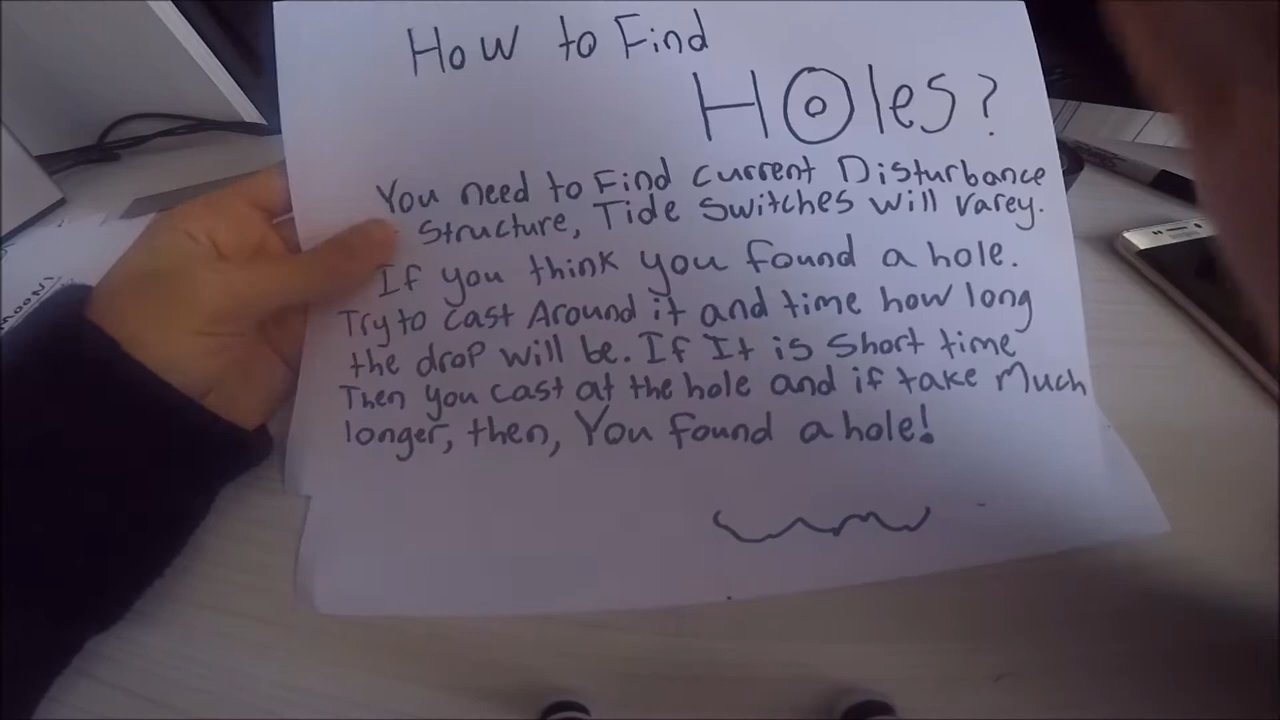 How to Find
Holes?
You need to Find Current Disturbance
Structure, Tide Switches will varey.
If you think you found a hole.
Try to cast Around it and time how long
the drop will be. If It is Short time
Then you cast at the hole and if take Much
longer, then, You found a hole!